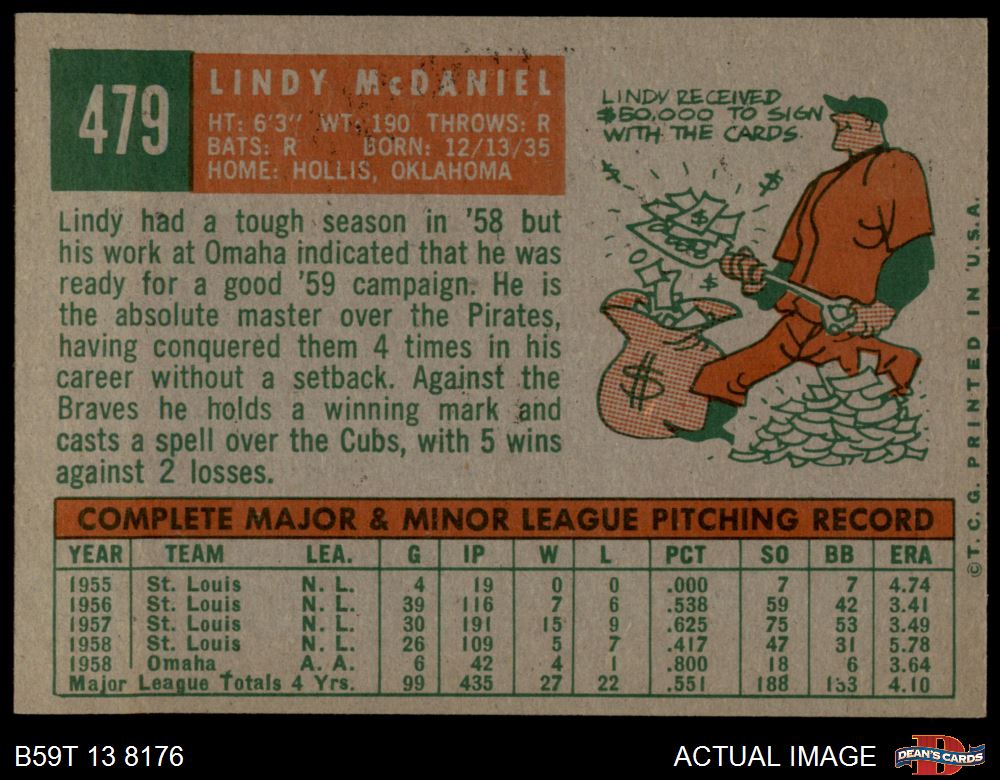 479
LINDY McDANIEL
HT: 6'3" WT: 190 THROWS: R
BATS: R BORN: 12/13/35
HOME: HOLLIS, OKLAHOMA
LINDY RECEIVED
$50,000 TO SIGN
WITH THE CARDS.
Lindy had a tough season in '58 but
his work at Omaha indicated that he was
ready for a good '59 campaign. He is
the absolute master over the Pirates,
having conquered them 4 times in his
career without a setback. Against the
Braves he holds a winning mark and
casts a spell over the Cubs, with 5 wins
against 2 losses.
©T. C. G. PRINTED IN U.S.A.
COMPLETE MAJOR & MINOR LEAGUE PITCHING RECORD
YEAR TEAM LEA. G IP W L PCT SO BB ERA
1955 St. Louis N. L. 4 19 0 0 .000 7 7 4.74
1956 St. Louis N. L. 39 116 7 6 .538 59 42 3.41
1957 St. Louis N. L. 30 191 15 9 .625 75 53 3.49
1958 St. Louis N. L. 26 109 5 7 .417 47 31 5.78
1958 Omaha A. A. 6 42 4 1 .800 18 6 3.64
Major League Totals 4 Yrs. 99 435 27 22 .551 188 133 4.10
B59T 13 8176
ACTUAL IMAGE
DEAN'S CARDS